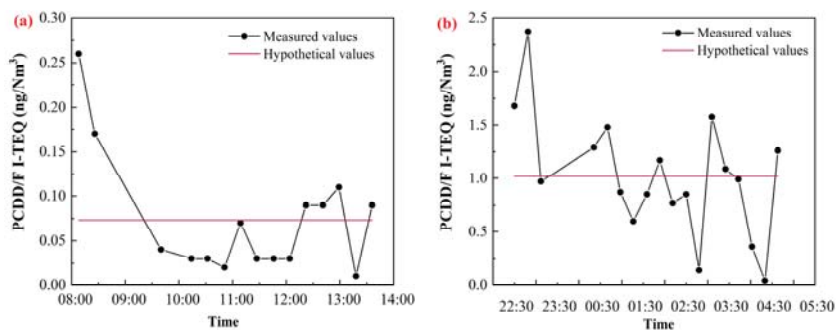 (a)
Measured values
Hypothetical values
PCDD/F I-TEQ (ng/Nm³)
0.30
0.25
0.20
0.15
0.10
0.05
0.00
08:00 09:00 10:00 11:00 12:00 13:00 14:00
Time
(b)
Measured values
Hypothetical values
PCDD/F I-TEQ (ng/Nm³)
2.5
2.0
1.5
1.0
0.5
0.0
22:30 23:30 00:30 01:30 02:30 03:30 04:30 05:30
Time